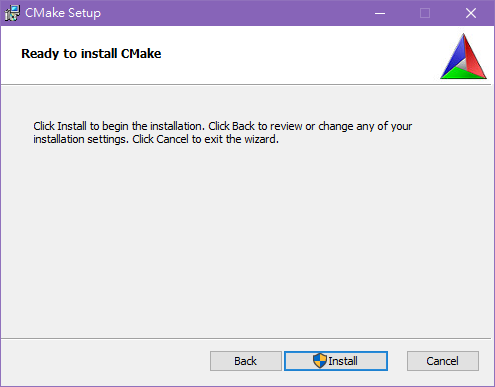 CMake Setup
Ready to install CMake
Click Install to begin the installation. Click Back to review or change any of your
installation settings. Click Cancel to exit the wizard.
Back
Install
Cancel